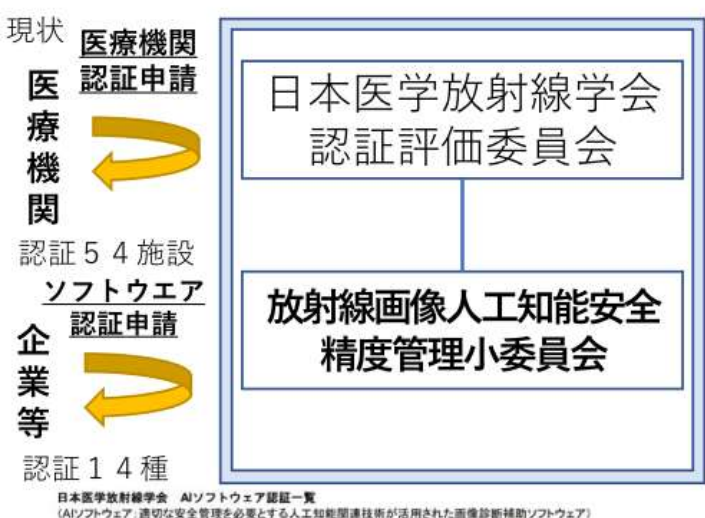 現状
医療機関
認証申請
医療機関
認証５４施設
ソフトウエア
認証申請
企業等
認証１４種
日本医学放射線学会
認証評価委員会
放射線画像人工知能安全
精度管理小委員会
日本医学放射線学会 AIソフトウェア認証一覧
(AIソフトウェア:適切な安全管理を必要とする人工知能関連技術が活用された画像診断補助ソフトウェア)